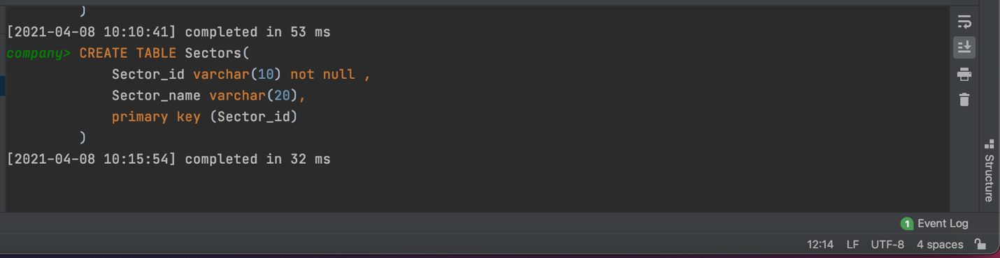 )
[2021-04-08 10:10:41] completed in 53 ms
company> CREATE TABLE Sectors(
Sector_id varchar(10) not null ,
Sector_name varchar(20),
primary key (Sector_id)
)
[2021-04-08 10:15:54] completed in 32 ms
Structure
1 Event Log
12:14 LF UTF-8 4 spaces